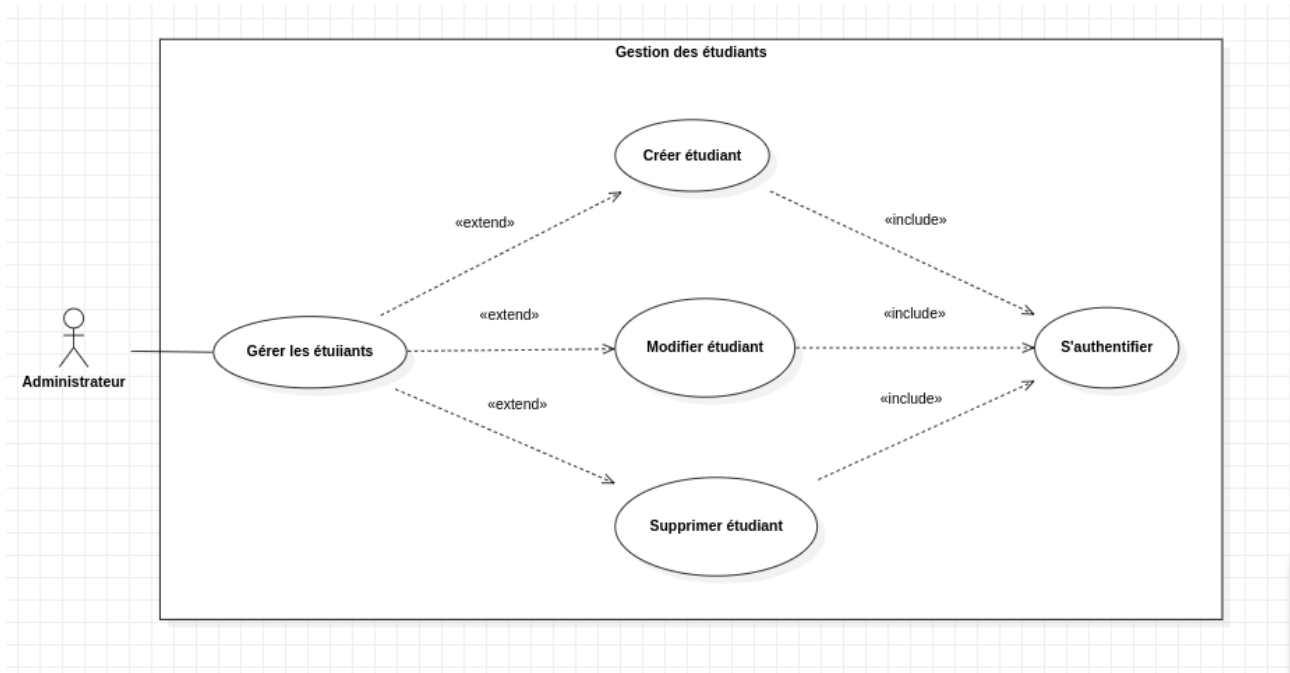 Gestion des étudiants
Créer étudiant
«extend»
«include»
«extend»
«include»
Gérer les étuiiants
Modifier étudiant
S'authentifier
Administrateur
«extend»
«include»
Supprimer étudiant